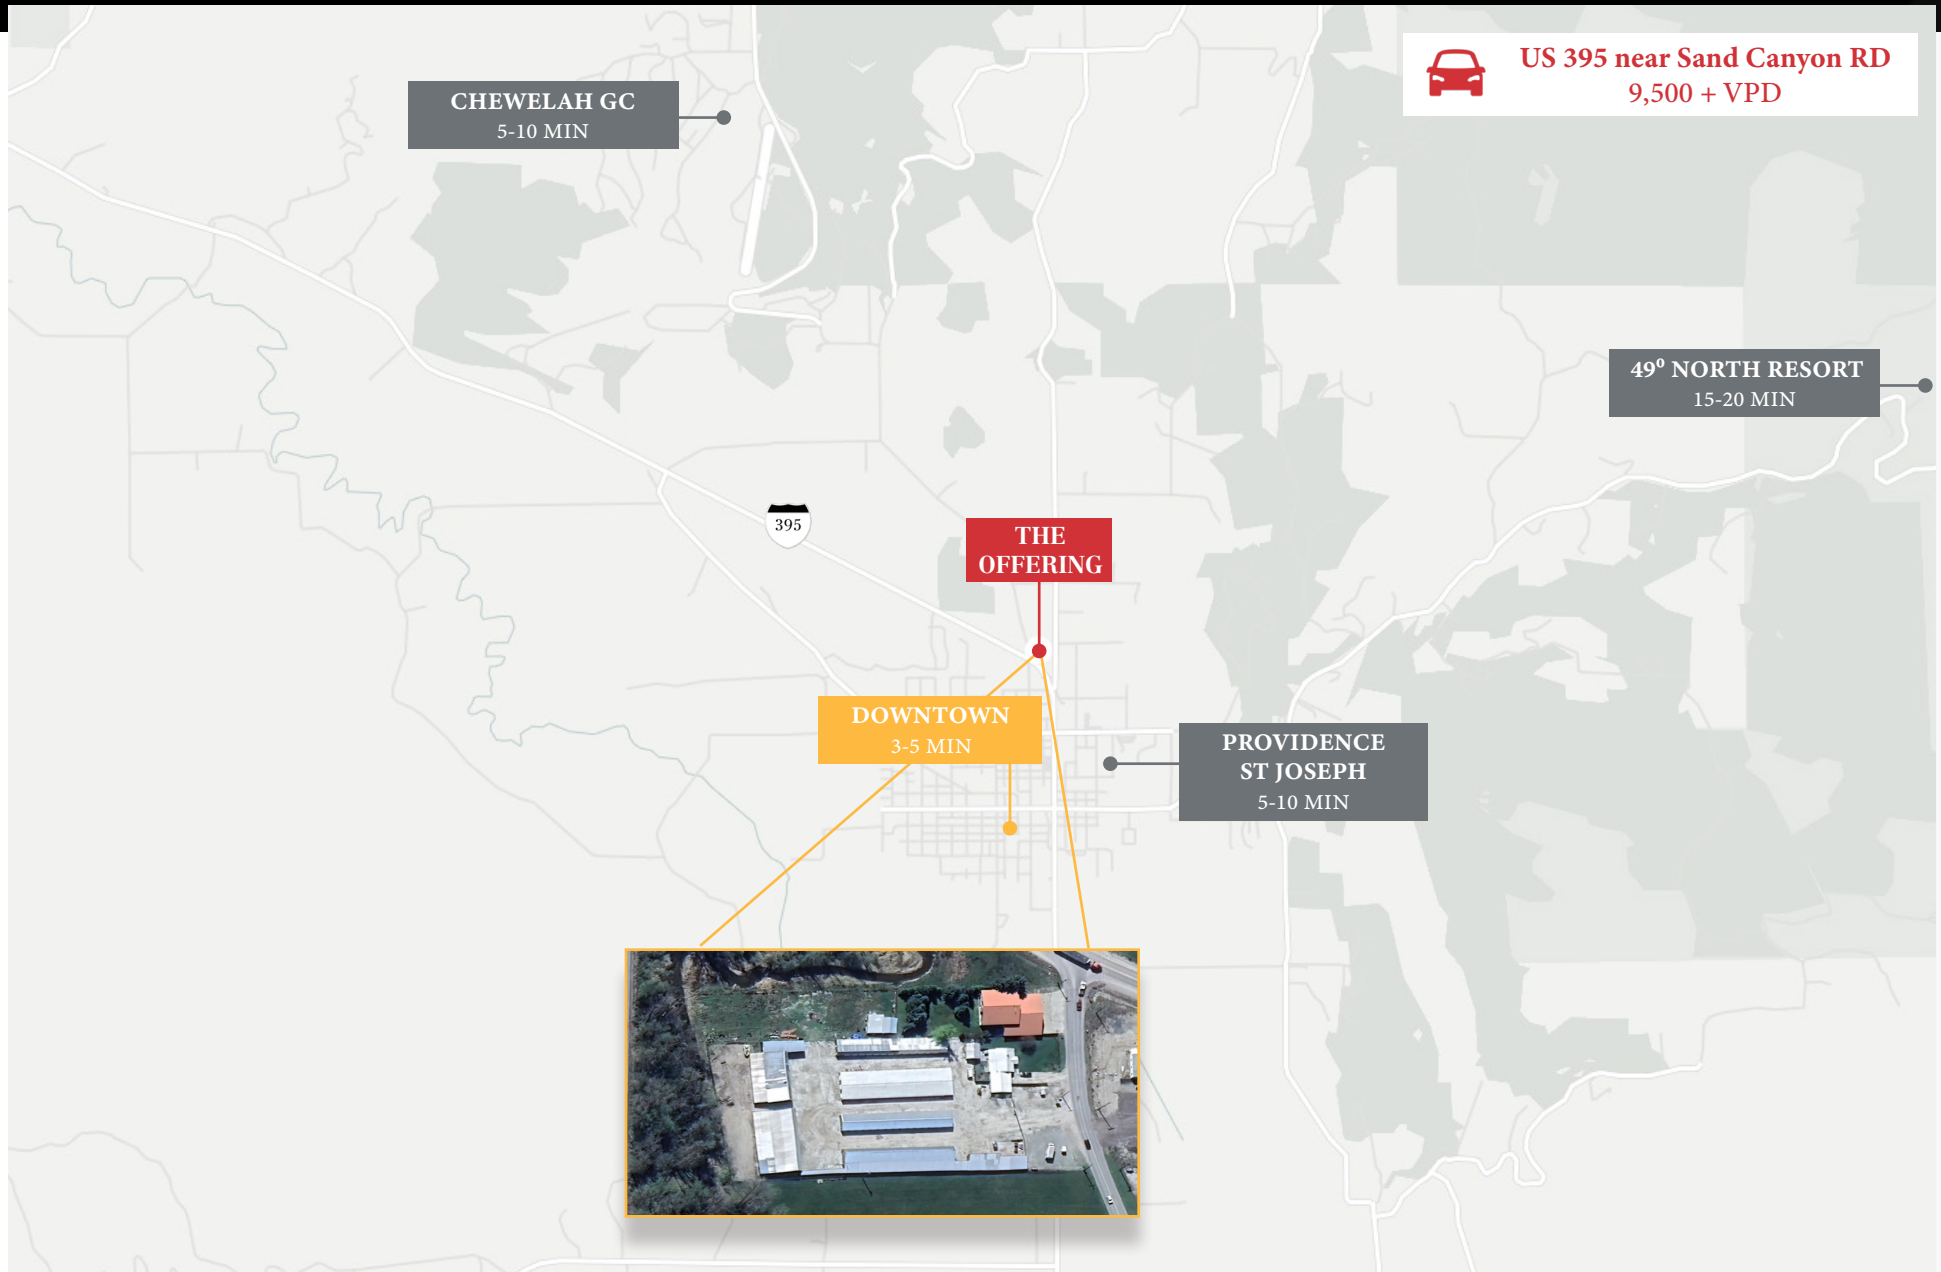 US 395 near Sand Canyon RD
9,500 + VPD
CHEWELAH GC
5-10 MIN
49⁰ NORTH RESORT
15-20 MIN
395
THE
OFFERING
DOWNTOWN
3-5 MIN
PROVIDENCE
ST JOSEPH
5-10 MIN